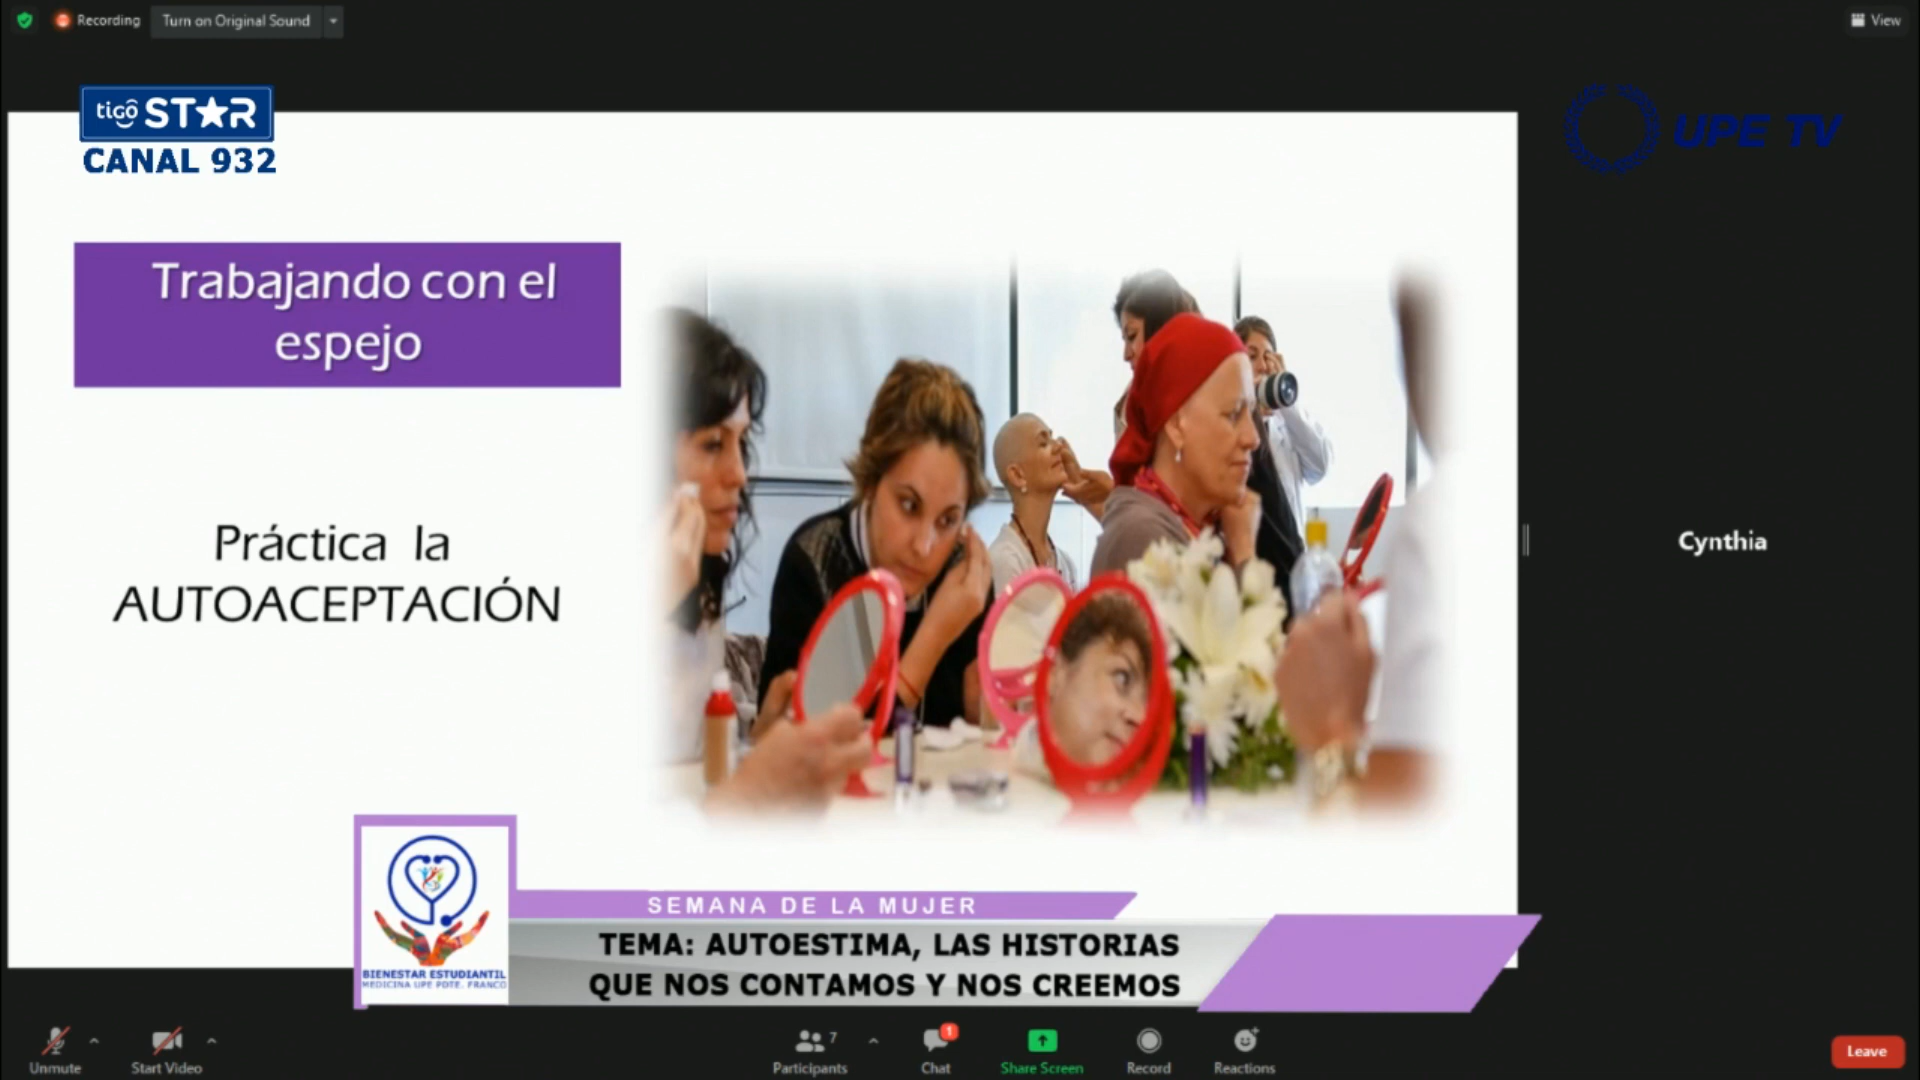 Recording
Turn on Original Sound
View
tigo STAR
CANAL 932
UPE TV
Trabajando con el
espejo
Práctica la
AUTOACEPTACIÓN
Cynthia
SEMANA DE LA MUJER
TEMA: AUTOESTIMA, LAS HISTORIAS
QUE NOS CONTAMOS Y NOS CREEMOS
BIENESTAR ESTUDIANTIL
MEDICINA UPE PDTE. FRANCO
Unmute
Start Video
7
Participants
1
Chat
Share Screen
Record
Reactions
Leave